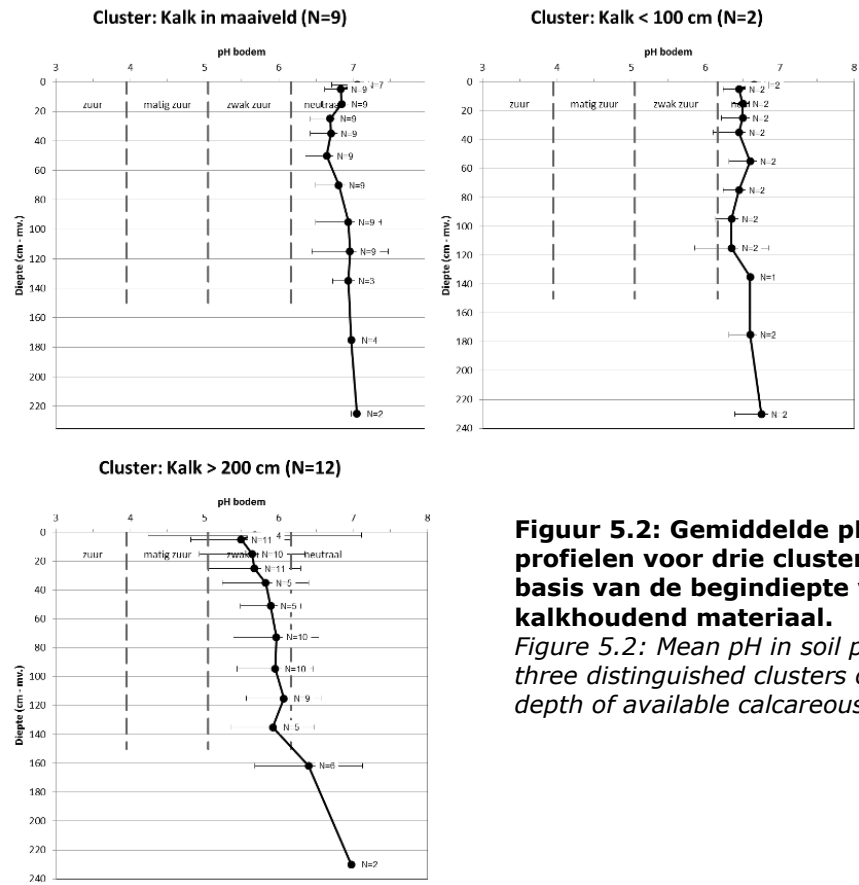 Cluster: Kalk in maaiveld (N=9)
pH bodem
3 4 5 6 7
Diepte (cm - mv.)
0
20
40
60
80
100
120
140
160
180
200
220
zuur matig zuur zwak zuur neutraal
N=7
N=9
N=9
N=9
N=9
N=9
N=9
N=9
N=9
N=3
N=4
N=2
Cluster: Kalk < 100 cm (N=2)
pH bodem
3 4 5 6 7 8
Diepte (cm - mv.)
0
20
40
60
80
100
120
140
160
180
200
220
240
zuur matig zuur zwak zuur
N=2
N=2
N=2
N=2
N=2
N=2
N=2
N=2
N=1
N=2
N=2
Cluster: Kalk > 200 cm (N=12)
pH bodem
3 4 5 6 7 8
Diepte (cm - mv.)
0
20
40
60
80
100
120
140
160
180
200
220
240
zuur matig zuur zwak neutraal
4
N=11
N=10
N=11
N=5
N=5
N=10
N=10
N=9
N=5
N=6
N=2
Figuur 5.2: Gemiddelde p
profielen voor drie cluster
basis van de begindiepte
kalkhoudend materiaal.
Figure 5.2: Mean pH in soil p
three distinguished clusters
depth of available calcareous